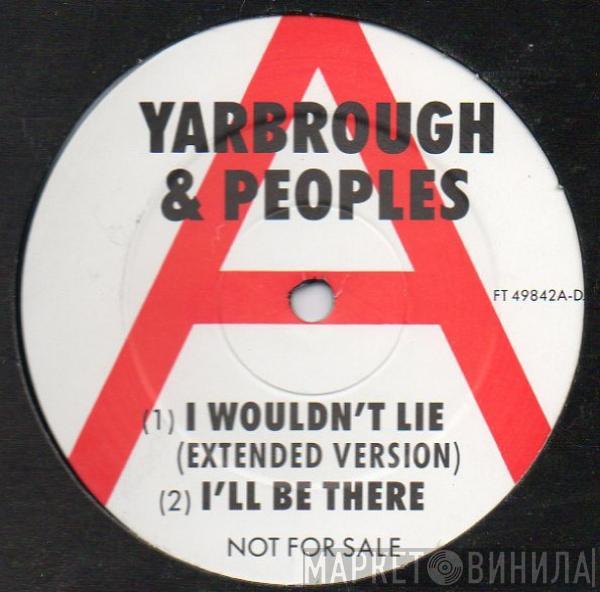 A
YARBROUGH
& PEOPLES
FT 49842A-D
(1) I WOULDN'T LIE
(EXTENDED VERSION)
(2) I'LL BE THERE
NOT FOR SALE
МАРКЕТ ВИНИЛА